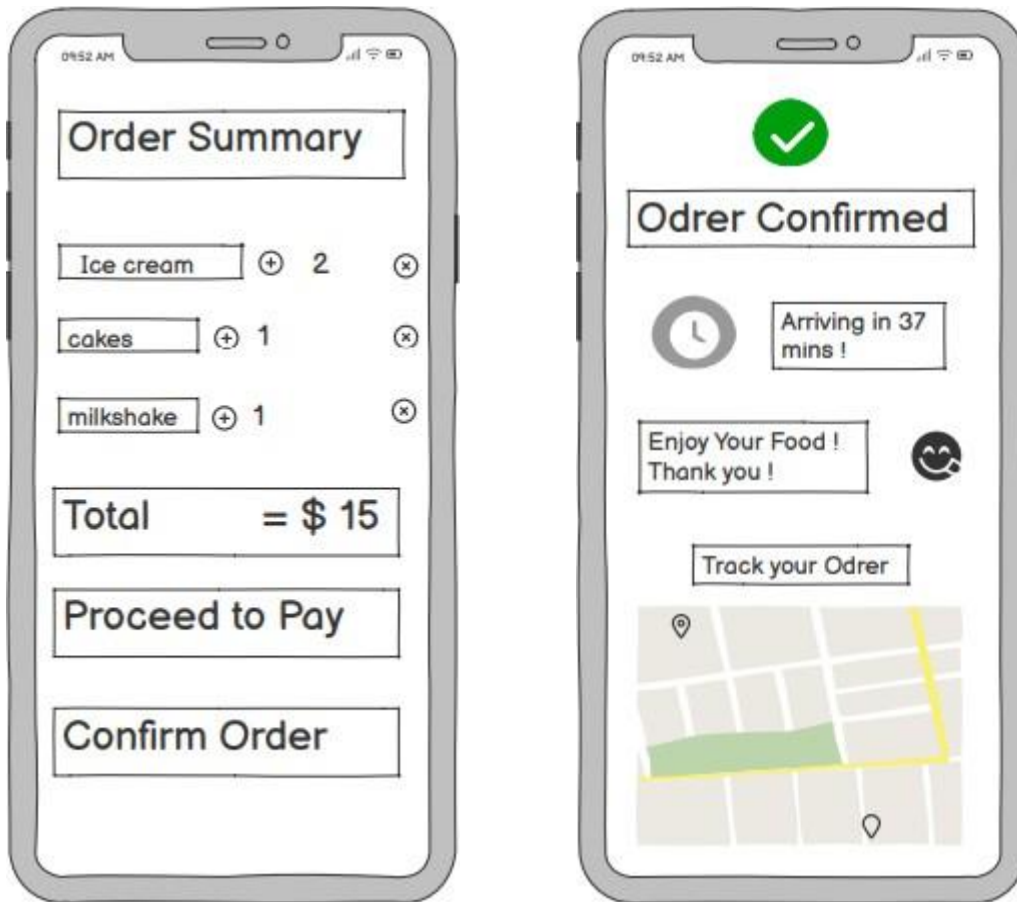 09:52 AM
Order Summary
Ice cream 2
cakes 1
milkshake 1
Total = $ 15
Proceed to Pay
Confirm Order
09:52 AM
Odrer Confirmed
Arriving in 37
mins !
Enjoy Your Food !
Thank you !
Track your Odrer